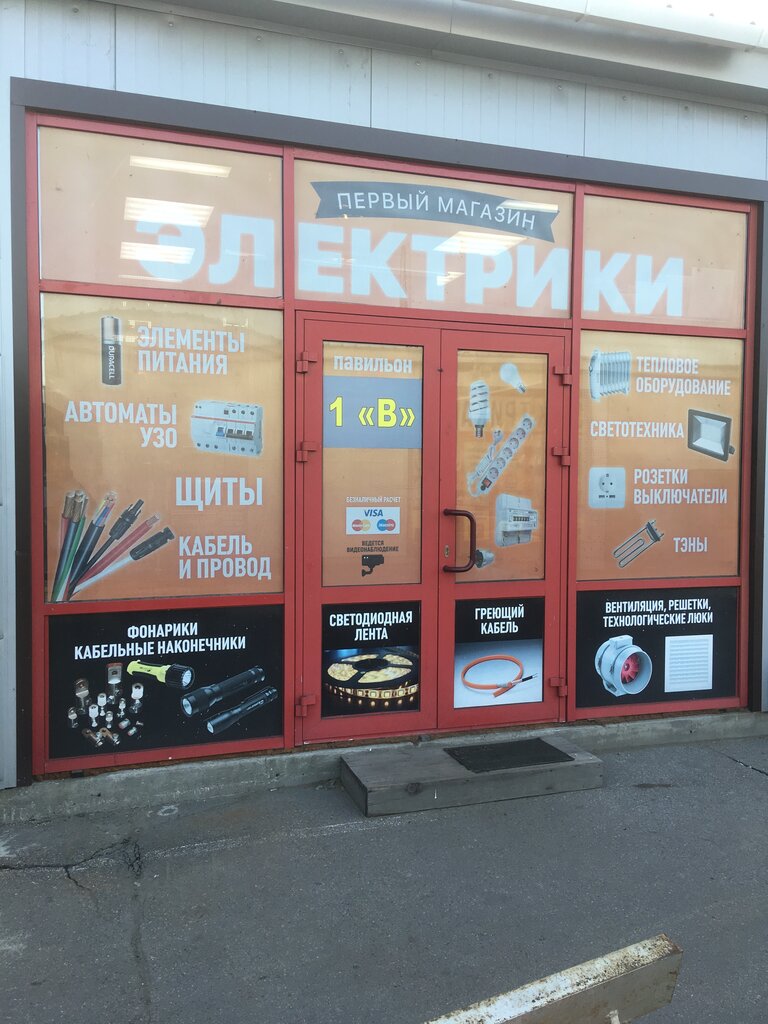 ПЕРВЫЙ МАГАЗИН
ЭЛЕКТРИКИ
ЭЛЕМЕНТЫ
ПИТАНИЯ
DURACELL
АВТОМАТЫ
УЗО
ЩИТЫ
КАБЕЛЬ
И ПРОВОД
ФОНАРИКИ
КАБЕЛЬНЫЕ НАКОНЕЧНИКИ
ПАВИЛЬОН
1 «В»
БЕЗНАЛИЧНЫЙ РАСЧЕТ
VISA
ВЕДЕТСЯ
ВИДЕОНАБЛЮДЕНИЕ
СВЕТОДИОДНАЯ
ЛЕНТА
ГРЕЮЩИЙ
КАБЕЛЬ
ТЕПЛОВОЕ
ОБОРУДОВАНИЕ
СВЕТОТЕХНИКА
РОЗЕТКИ
ВЫКЛЮЧАТЕЛИ
ТЭНЫ
ВЕНТИЛЯЦИЯ, РЕШЕТКИ,
ТЕХНОЛОГИЧЕСКИЕ ЛЮКИ